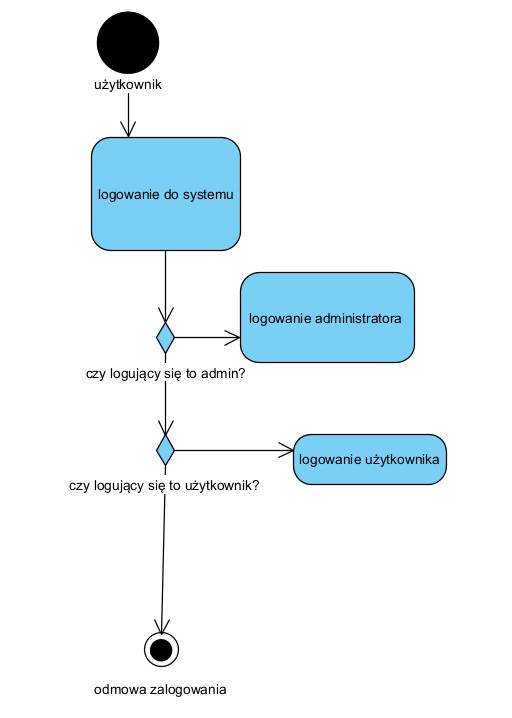 użytkownik
logowanie do systemu
logowanie administratora
czy logujący się to admin?
logowanie użytkownika
czy logujący się to użytkownik?
odmowa zalogowania